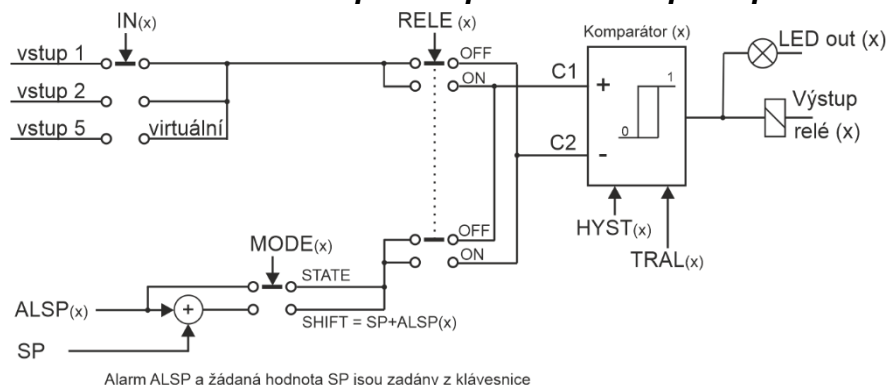 IN(x)
RELE (x)
Komparátor (x)
LED out (x)
vstup 1
OFF
ON
C1
+
1
vstup 2
Výstup
relé (x)
vstup 5
virtuální
0
C2
-
HYST(x)
TRAL(x)
OFF
ON
MODE(x)
STATE
ALSP(x)
+
SHIFT = SP+ALSP(x)
SP
Alarm ALSP a žádaná hodnota SP jsou zadány z klávesnice